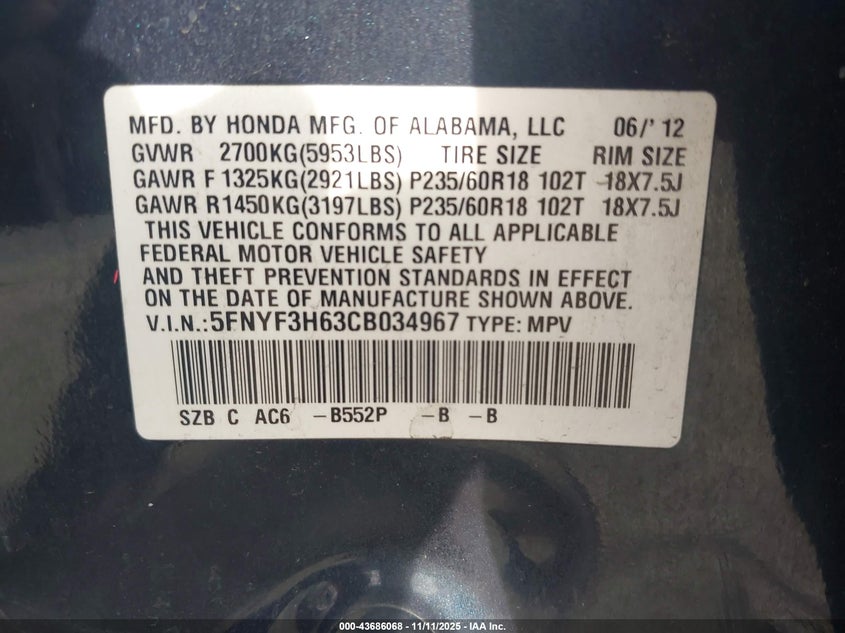 MFD. BY HONDA MFG. OF ALABAMA, LLC 06/' 12
GVWR 2700KG(5953LBS) TIRE SIZE RIM SIZE
GAWR F 1325KG(2921LBS) P235/60R18 102T 18X7.5J
GAWR R1450KG(3197LBS) P235/60R18 102T 18X7.5J
THIS VEHICLE CONFORMS TO ALL APPLICABLE
FEDERAL MOTOR VEHICLE SAFETY
AND THEFT PREVENTION STANDARDS IN EFFECT
ON THE DATE OF MANUFACTURE SHOWN ABOVE.
V.I.N.:5FNYF3H63CB034967 TYPE: MPV
SZB C AC6 -B552P -B -B
000-43686068 - 11/11/2025 - IAA Inc.